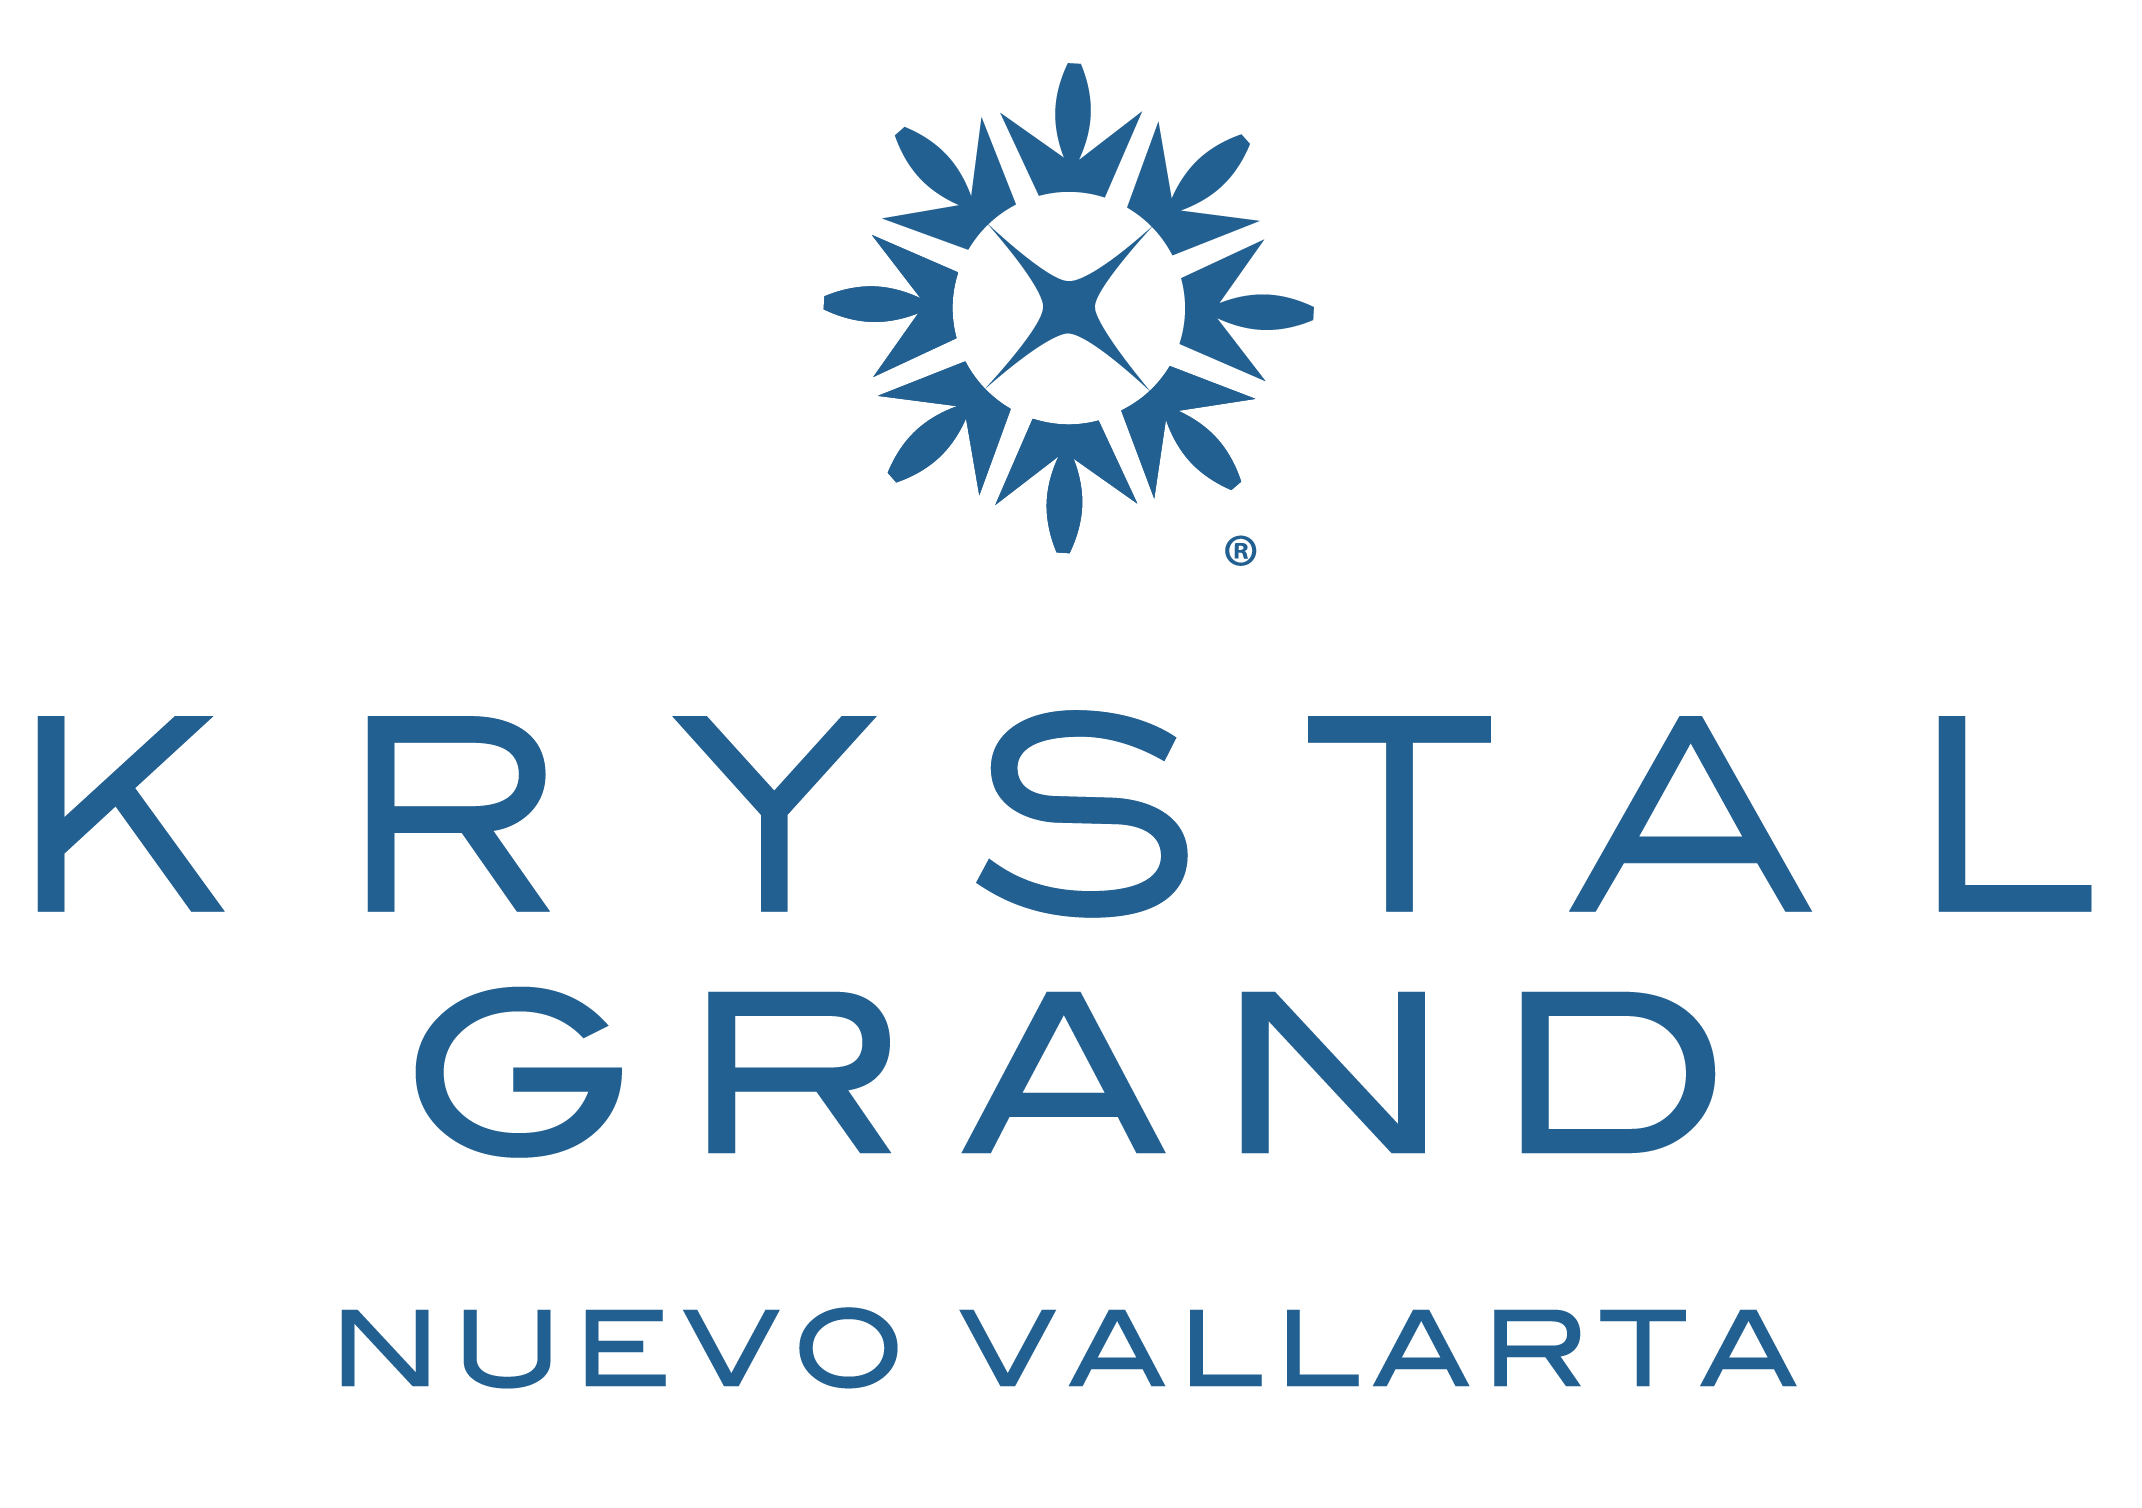 ®
KRYSTAL
GRAND
NUEVO VALLARTA